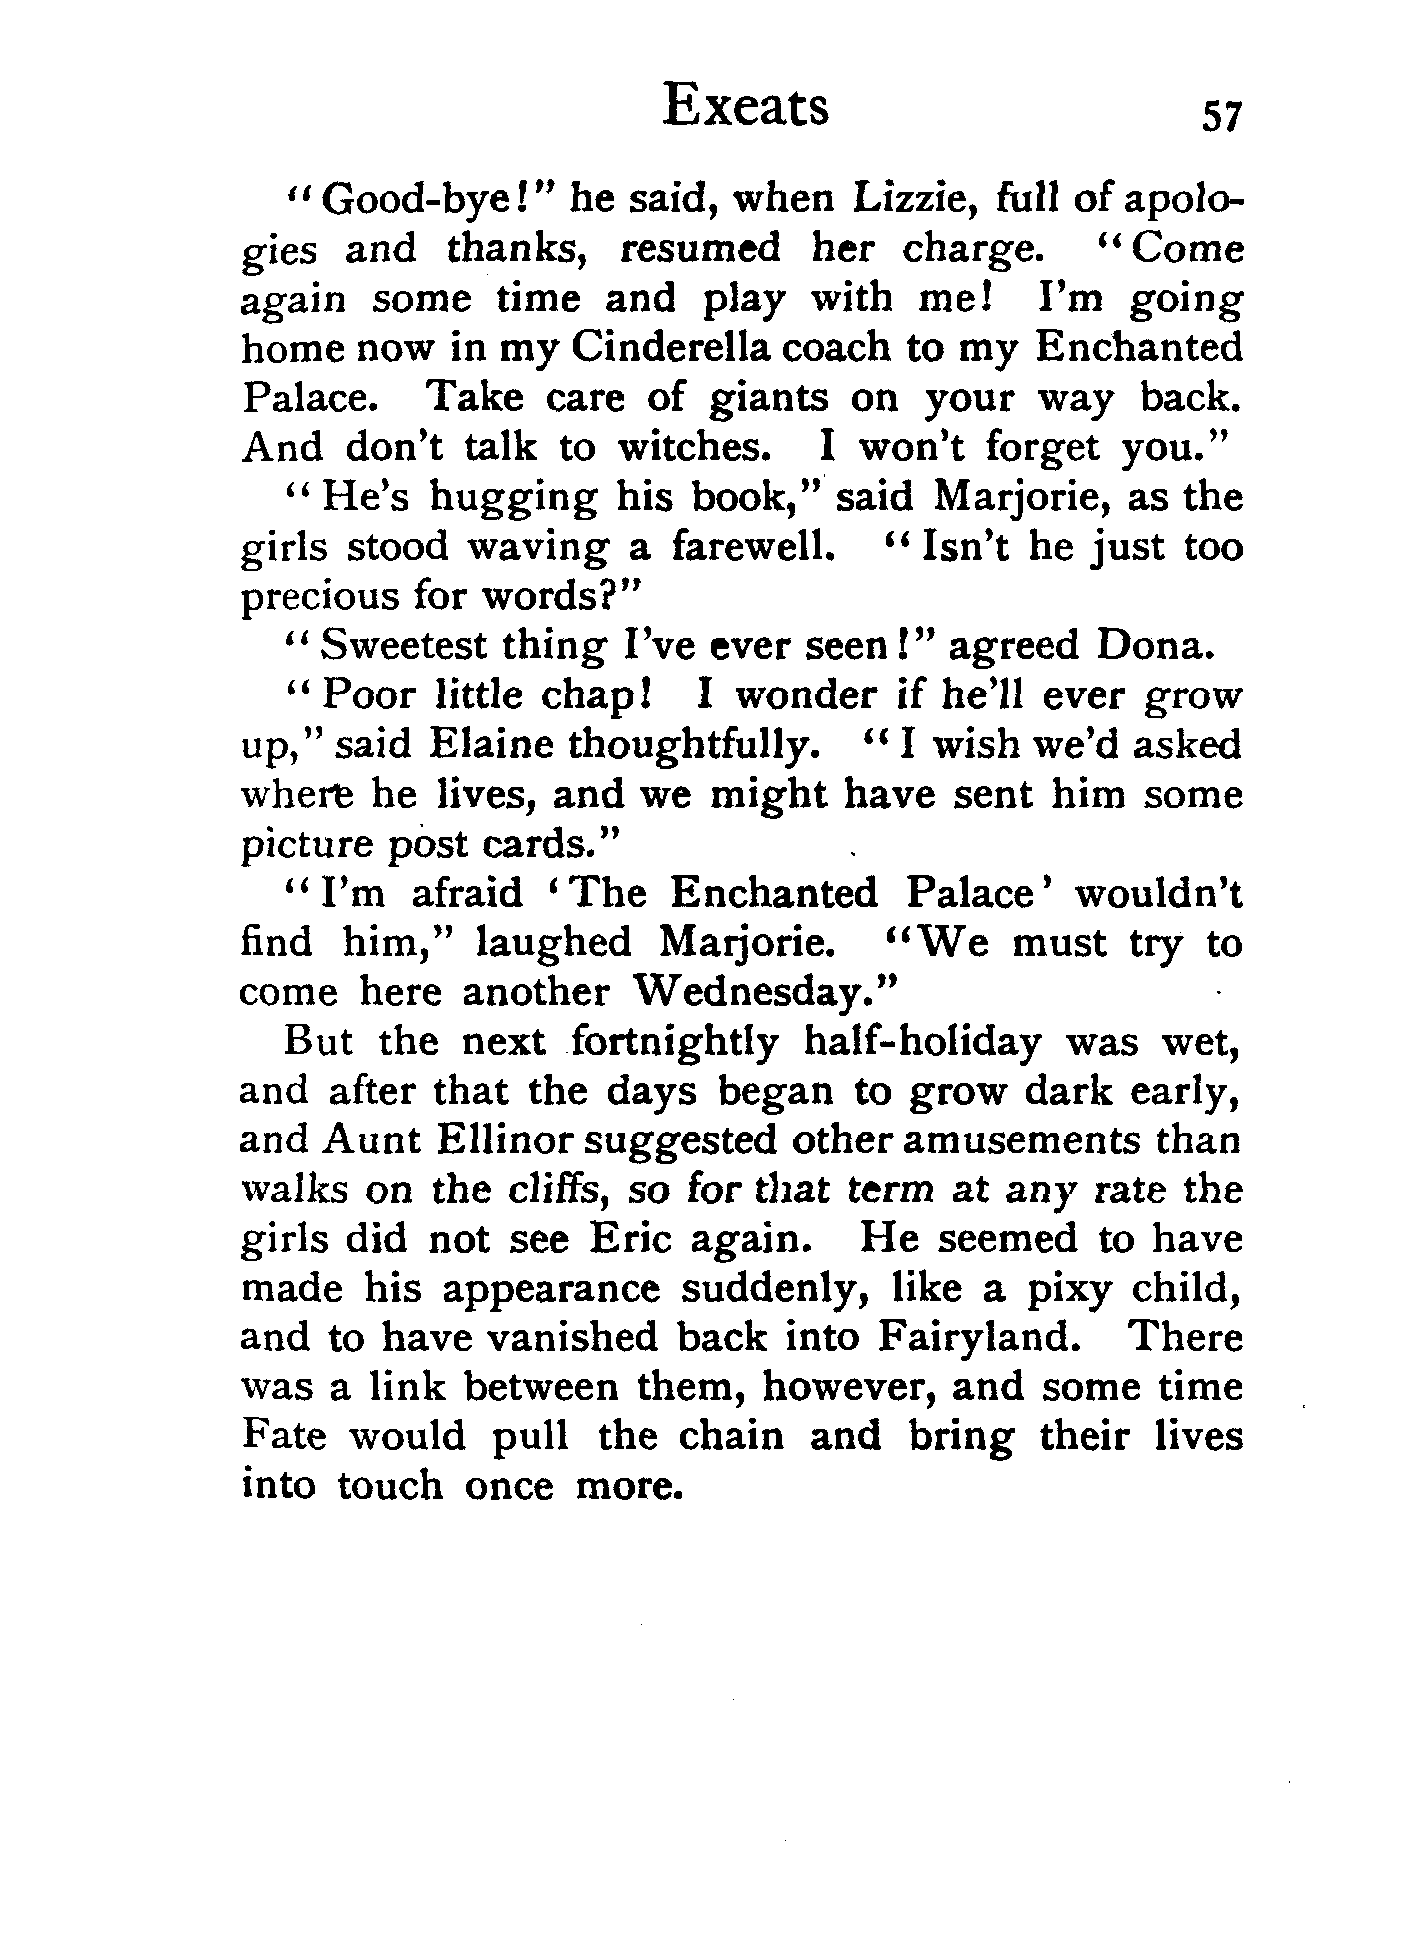 Exeats 57
"Good-bye!" he said, when Lizzie, full of apolo-
gies and thanks, resumed her charge. "Come
again some time and play with me! I'm going
home now in my Cinderella coach to my Enchanted
Palace. Take care of giants on your way back.
And don't talk to witches. I won't forget you."
"He's hugging his book," said Marjorie, as the
girls stood waving a farewell. "Isn't he just too
precious for words?"
"Sweetest thing I've ever seen!" agreed Dona.
"Poor little chap! I wonder if he'll ever grow
up," said Elaine thoughtfully. "I wish we'd asked
where he lives, and we might have sent him some
picture post cards."
"I'm afraid 'The Enchanted Palace' wouldn't
find him," laughed Marjorie. "We must try to
come here another Wednesday."
But the next fortnightly half-holiday was wet,
and after that the days began to grow dark early,
and Aunt Ellinor suggested other amusements than
walks on the cliffs, so for that term at any rate the
girls did not see Eric again. He seemed to have
made his appearance suddenly, like a pixy child,
and to have vanished back into Fairyland. There
was a link between them, however, and some time
Fate would pull the chain and bring their lives
into touch once more.